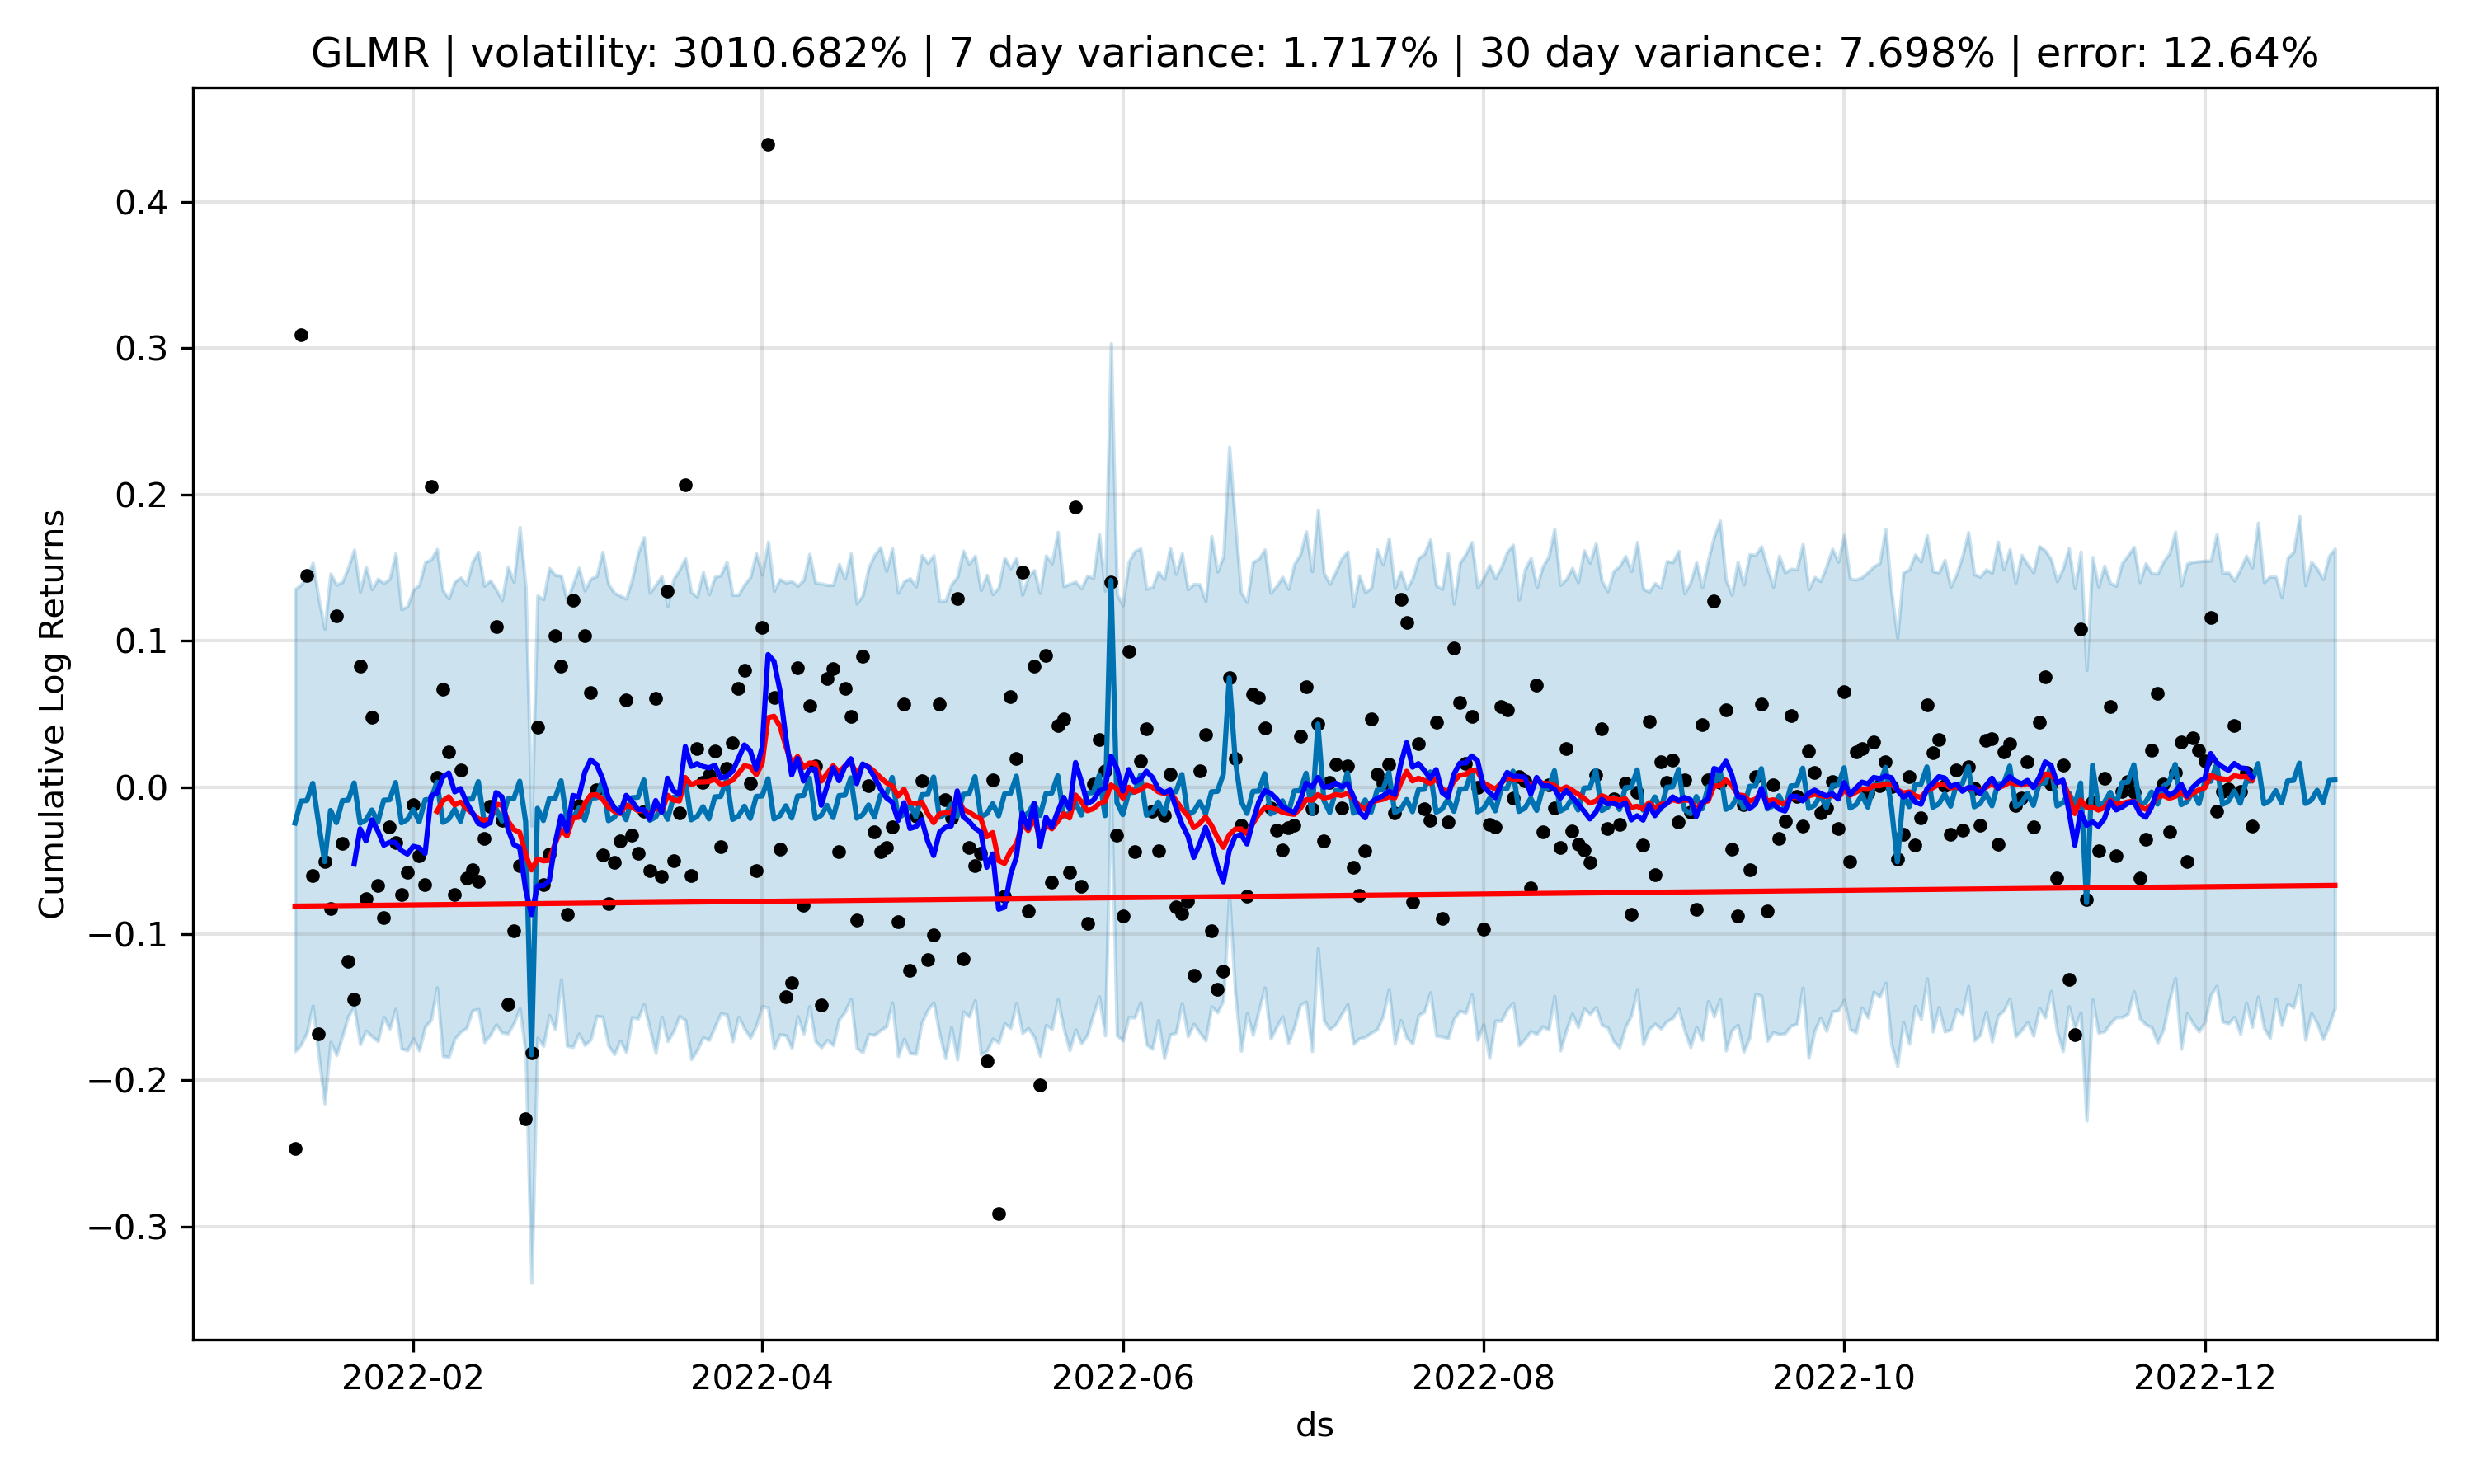 GLMR | volatility: 3010.682% | 7 day variance: 1.717% | 30 day variance: 7.698% | error: 12.64%
Cumulative Log Returns
0.4
0.3
0.2
0.1
0.0
−0.1
−0.2
−0.3
2022-02 2022-04 2022-06 2022-08 2022-10 2022-12
ds